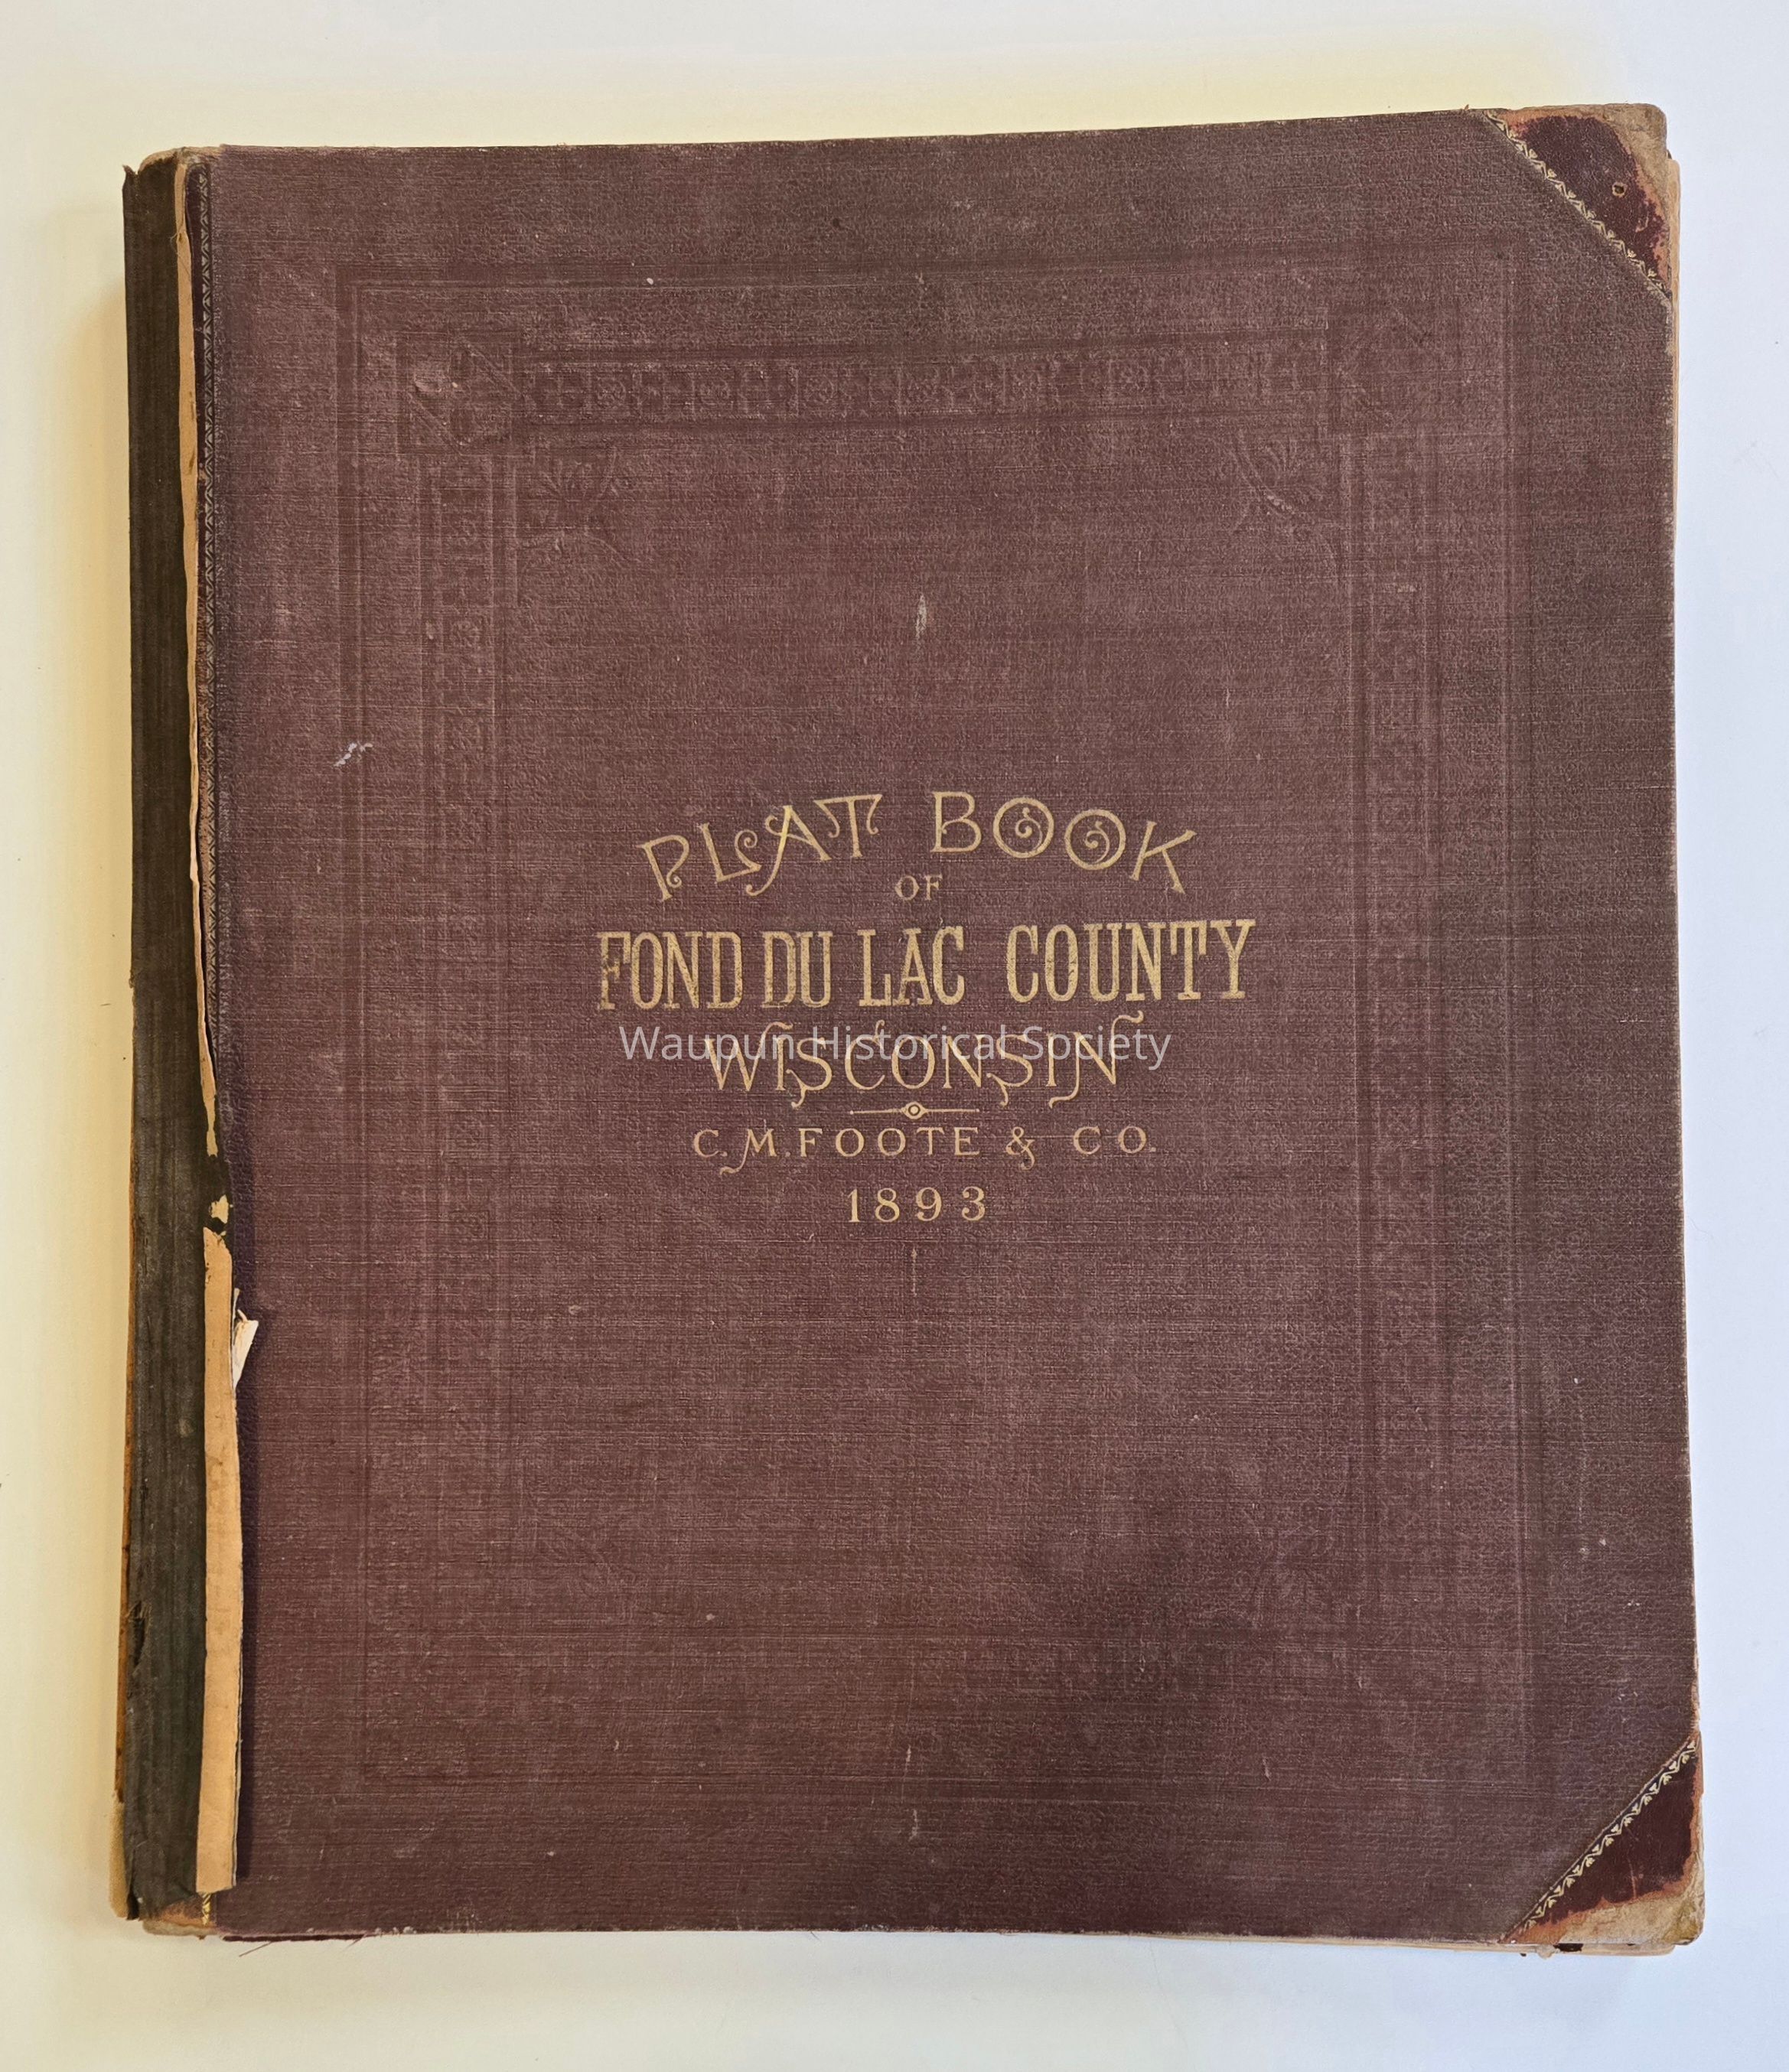 PLAT BOOK
OF
FOND DU LAC COUNTY
WISCONSIN
Waupun Historical Society
C. M. FOOTE & CO.
1893